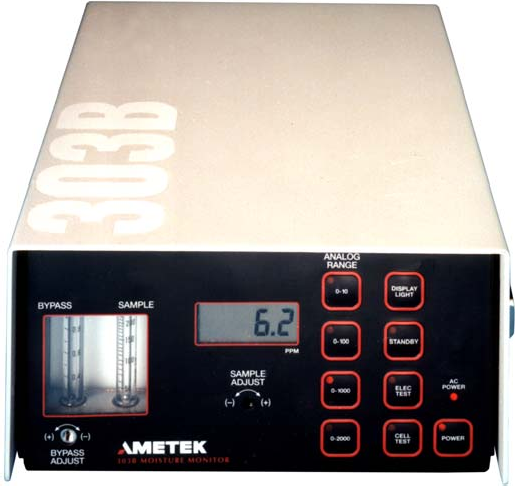 303B
ANALOG
RANGE
BYPASS SAMPLE
0-10
DISPLAY
LIGHT
6.2
PPM
0-100
STANDBY
SAMPLE
ADJUST
(-) (+)
0-1000
ELEC
TEST
AC
POWER
(+) (-)
BYPASS
ADJUST
AMETEK
303B MOISTURE MONITOR
0-2000
CELL
TEST
POWER